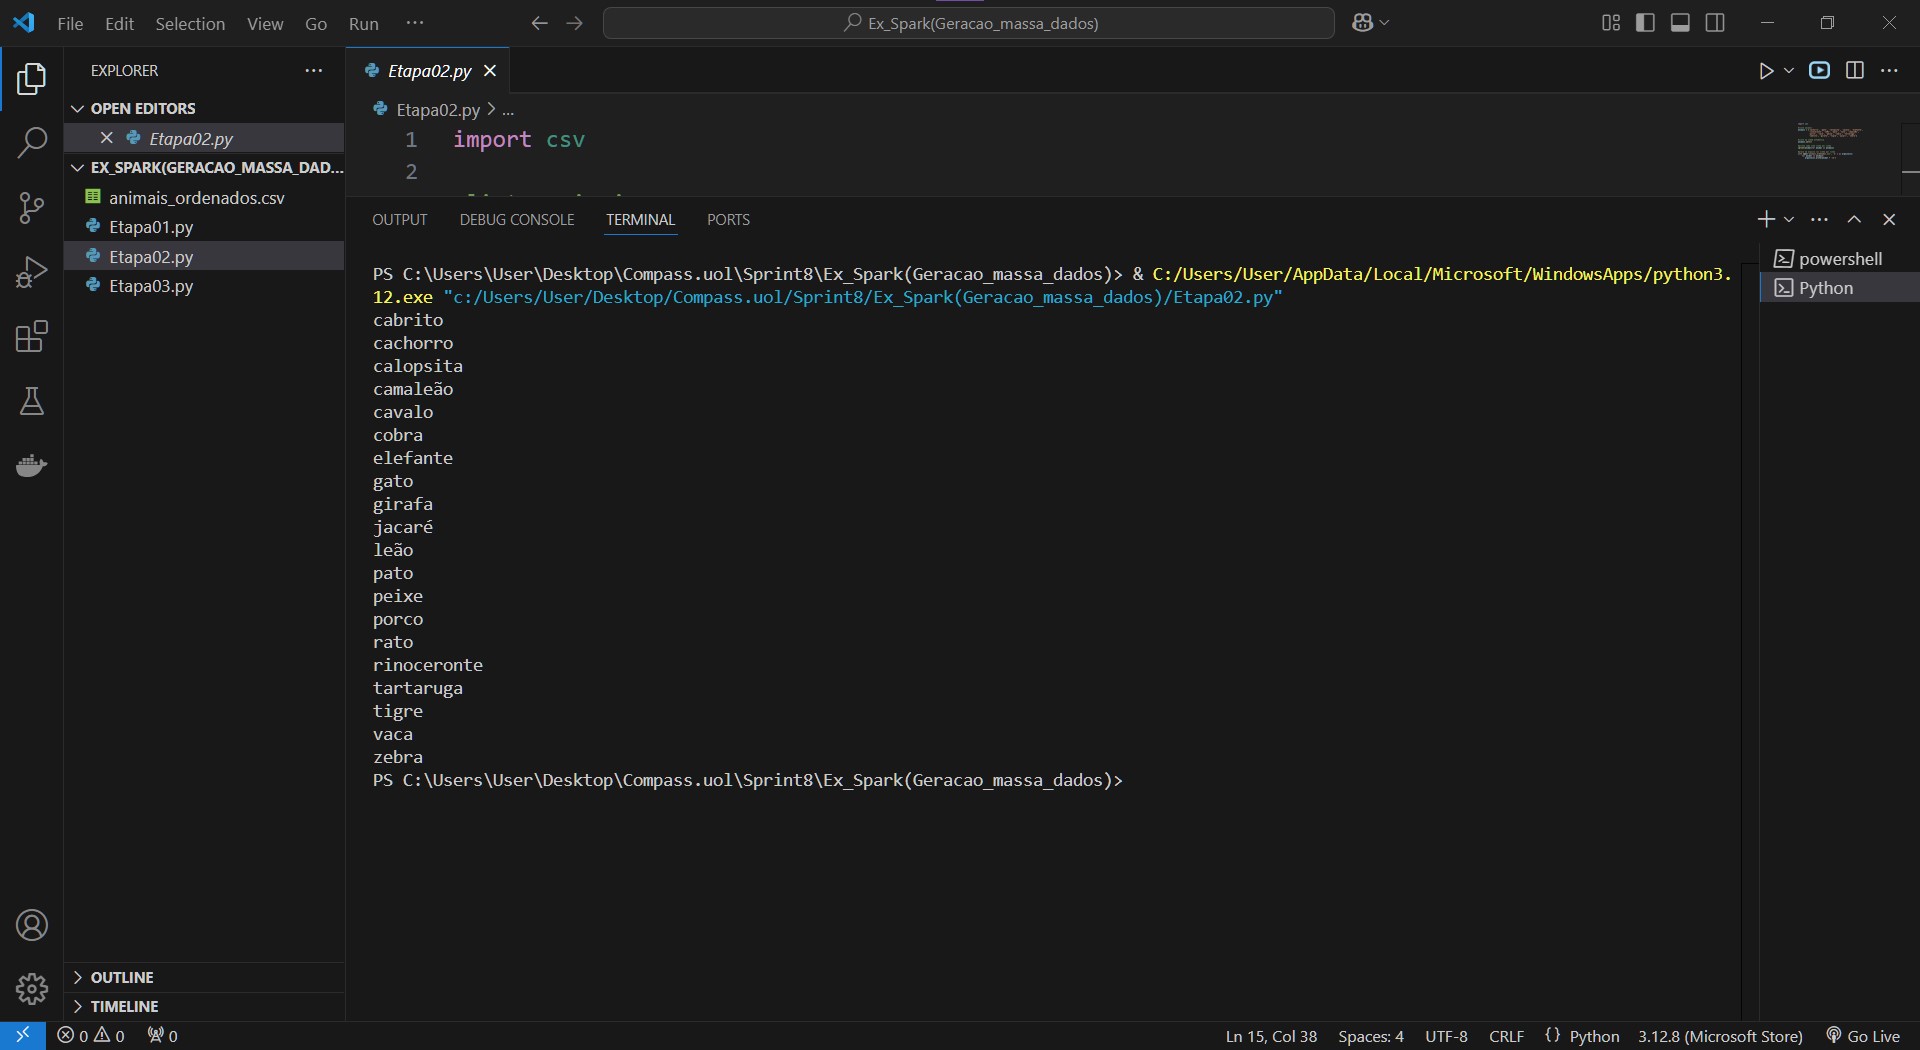 File Edit Selection View Go Run ···
Ex_Spark(Geracao_massa_dados)
EXPLORER
OPEN EDITORS
Etapa02.py
EX_SPARK(GERACAO_MASSA_DAD...
animais_ordenados.csv
Etapa01.py
Etapa02.py
Etapa03.py
OUTLINE
TIMELINE
Etapa02.py
Etapa02.py > ...
1 import csv
2
OUTPUT DEBUG CONSOLE TERMINAL PORTS
PS C:\Users\User\Desktop\Compass.uol\Sprint8\Ex_Spark(Geracao_massa_dados)> & C:/Users/User/AppData/Local/Microsoft/WindowsApps/python3.
12.exe "c:/Users/User/Desktop/Compass.uol/Sprint8/Ex_Spark(Geracao_massa_dados)/Etapa02.py"
cabrito
cachorro
calopsita
camaleão
cavalo
cobra
elefante
gato
girafa
jacaré
leão
pato
peixe
porco
rato
rinoceronte
tartaruga
tigre
vaca
zebra
PS C:\Users\User\Desktop\Compass.uol\Sprint8\Ex_Spark(Geracao_massa_dados)>
powershell
Python
0 0 0
Ln 15, Col 38 Spaces: 4 UTF-8 CRLF {} Python 3.12.8 (Microsoft Store) Go Live